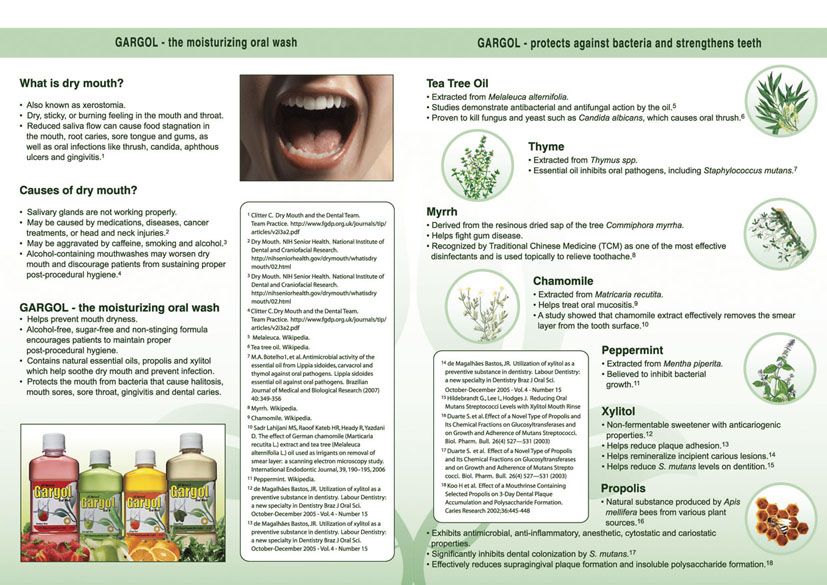 GARGOL - the moisturizing oral wash
What is dry mouth?
• Also known as xerostomia.
• Dry, sticky, or burning feeling in the mouth and throat.
• Reduced saliva flow can cause food stagnation in
the mouth, root caries, sore tongue and gums, as
well as oral infections like thrush, candida, aphthous
ulcers and gingivitis.1
Causes of dry mouth?
• Salivary glands are not working properly.
• May be caused by medications, diseases, cancer
treatments, or head and neck injuries.2
• May be aggravated by caffeine, smoking and alcohol.3
• Alcohol-containing mouthwashes may worsen dry
mouth and discourage patients from sustaining proper
post-procedural hygiene.4
GARGOL - the moisturizing oral wash
• Helps prevent mouth dryness.
• Alcohol-free, sugar-free and non-stinging formula
encourages patients to maintain proper
post-procedural hygiene.
• Contains natural essential oils, propolis and xylitol
which help soothe dry mouth and prevent infection.
• Protects the mouth from bacteria that cause halitosis,
mouth sores, sore throat, gingivitis and dental caries.
Gargol
Gargol
Gargol
Gargol
1 Clitter C. Dry Mouth and the Dental Team.
Team Practice. http://www.fgdp.org.uk/journals/tip/
articles/v2i3a2.pdf
2 Dry Mouth. NIH Senior Health. National Institute of
Dental and Craniofacial Research.
http://nihseniorhealth.gov/drymouth/whatisdry
mouth/02.html
3 Dry Mouth. NIH Senior Health. National Institute of
Dental and Craniofacial Research.
http://nihseniorhealth.gov/drymouth/whatisdry
mouth/02.html
4 Clitter C. Dry Mouth and the Dental Team.
Team Practice. http://www.fgdp.org.uk/journals/tip/
articles/v2i3a2.pdf
5 Melaleuca. Wikipedia.
6 Tea tree oil. Wikipedia.
7 M.A. Botelho1, et al. Antimicrobial activity of the
essential oil from Lippia sidoides, carvacrol and
thymol against oral pathogens. Lippia sidoides
essential oil against oral pathogens. Brazilian
Journal of Medical and Biological Research (2007)
40: 349-356
8 Myrrh. Wikipedia.
9 Chamomile. Wikipedia.
10 Sadr Lahijani MS, Raoof Kateb HR, Heady R, Yazdani
D. The effect of German chamomile (Marticaria
recutita L.) extract and tea tree (Melaleuca
alternifolia L.) oil used as irrigants on removal of
smear layer: a scanning electron microscopy study.
International Endodontic Journal, 39, 190–195, 2006
11 Peppermint. Wikipedia.
12 de Magalhães Bastos, JR. Utilization of xylitol as a
preventive substance in dentistry. Labour Dentistry:
a new specialty in Dentistry Braz J Oral Sci.
October-December 2005 - Vol. 4 - Number 15
13 de Magalhães Bastos, JR. Utilization of xylitol as a
preventive substance in dentistry. Labour Dentistry:
a new specialty in Dentistry Braz J Oral Sci.
October-December 2005 - Vol. 4 - Number 15
GARGOL - protects against bacteria and strengthens teeth
Tea Tree Oil
• Extracted from Melaleuca alternifolia.
• Studies demonstrate antibacterial and antifungal action by the oil.5
• Proven to kill fungus and yeast such as Candida albicans, which causes oral thrush.6
Thyme
• Extracted from Thymus spp.
• Essential oil inhibits oral pathogens, including Staphylococcus mutans.7
Myrrh
• Derived from the resinous dried sap of the tree Commiphora myrrha.
• Helps fight gum disease.
• Recognized by Traditional Chinese Medicine (TCM) as one of the most effective
disinfectants and is used topically to relieve toothache.8
Chamomile
• Extracted from Matricaria recutita.
• Helps treat oral mucositis.9
• A study showed that chamomile extract effectively removes the smear
layer from the tooth surface.10
14 de Magalhães Bastos, JR. Utilization of xylitol as a
preventive substance in dentistry. Labour Dentistry:
a new specialty in Dentistry Braz J Oral Sci.
October-December 2005 - Vol. 4 - Number 15
15 Hildebrandt G., Lee I., Hodges J. Reducing Oral
Mutans Streptococci Levels with Xylitol Mouth Rinse
16 Duarte S. et al. Effect of a Novel Type of Propolis
and Its Chemical Fractions on Glucosyltransferases
and on Growth and Adherence of Mutans Streptococci.
Biol. Pharm. Bull. 26(4) 527—531 (2003)
17 Duarte S. et al. Effect of a Novel Type of Propolis
and Its Chemical Fractions on Glucosyltransferases
and on Growth and Adherence of Mutans Strepto
cocci. Biol. Pharm. Bull. 26(4) 527—531 (2003)
18 Koo H et al. Effect of a Mouthrinse Containing
Selected Propolis on 3-Day Dental Plaque
Accumulation and Polysaccharide Formation.
Caries Research 2002;36:445-448
Peppermint
• Extracted from Mentha piperita.
• Believed to inhibit bacterial
growth.11
Xylitol
• Non-fermentable sweetener with anticariogenic
properties.12
• Helps reduce plaque adhesion.13
• Helps remineralize incipient carious lesions.14
• Helps reduce S. mutans levels on dentition.15
Propolis
• Natural substance produced by Apis
mellifera bees from various plant
sources.16
• Exhibits antimicrobial, anti-inflammatory, anesthetic, cytostatic and cariostatic
properties.
• Significantly inhibits dental colonization by S. mutans.17
• Effectively reduces supragingival plaque formation and insoluble polysaccharide formation.18